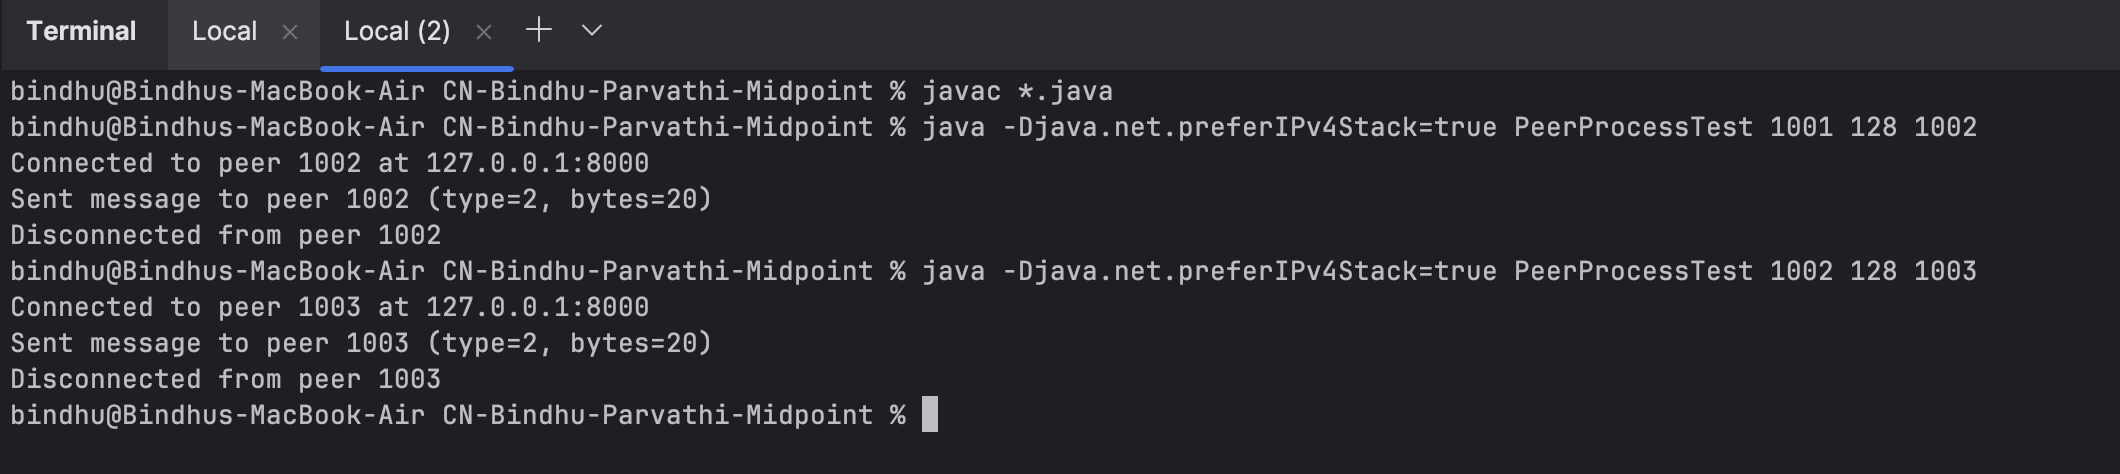 Terminal Local × Local (2) ×
bindhu@Bindhus-MacBook-Air CN-Bindhu-Parvathi-Midpoint % javac *.java
bindhu@Bindhus-MacBook-Air CN-Bindhu-Parvathi-Midpoint % java -Djava.net.preferIPv4Stack=true PeerProcessTest 1001 128 1002
Connected to peer 1002 at 127.0.0.1:8000
Sent message to peer 1002 (type=2, bytes=20)
Disconnected from peer 1002
bindhu@Bindhus-MacBook-Air CN-Bindhu-Parvathi-Midpoint % java -Djava.net.preferIPv4Stack=true PeerProcessTest 1002 128 1003
Connected to peer 1003 at 127.0.0.1:8000
Sent message to peer 1003 (type=2, bytes=20)
Disconnected from peer 1003
bindhu@Bindhus-MacBook-Air CN-Bindhu-Parvathi-Midpoint %